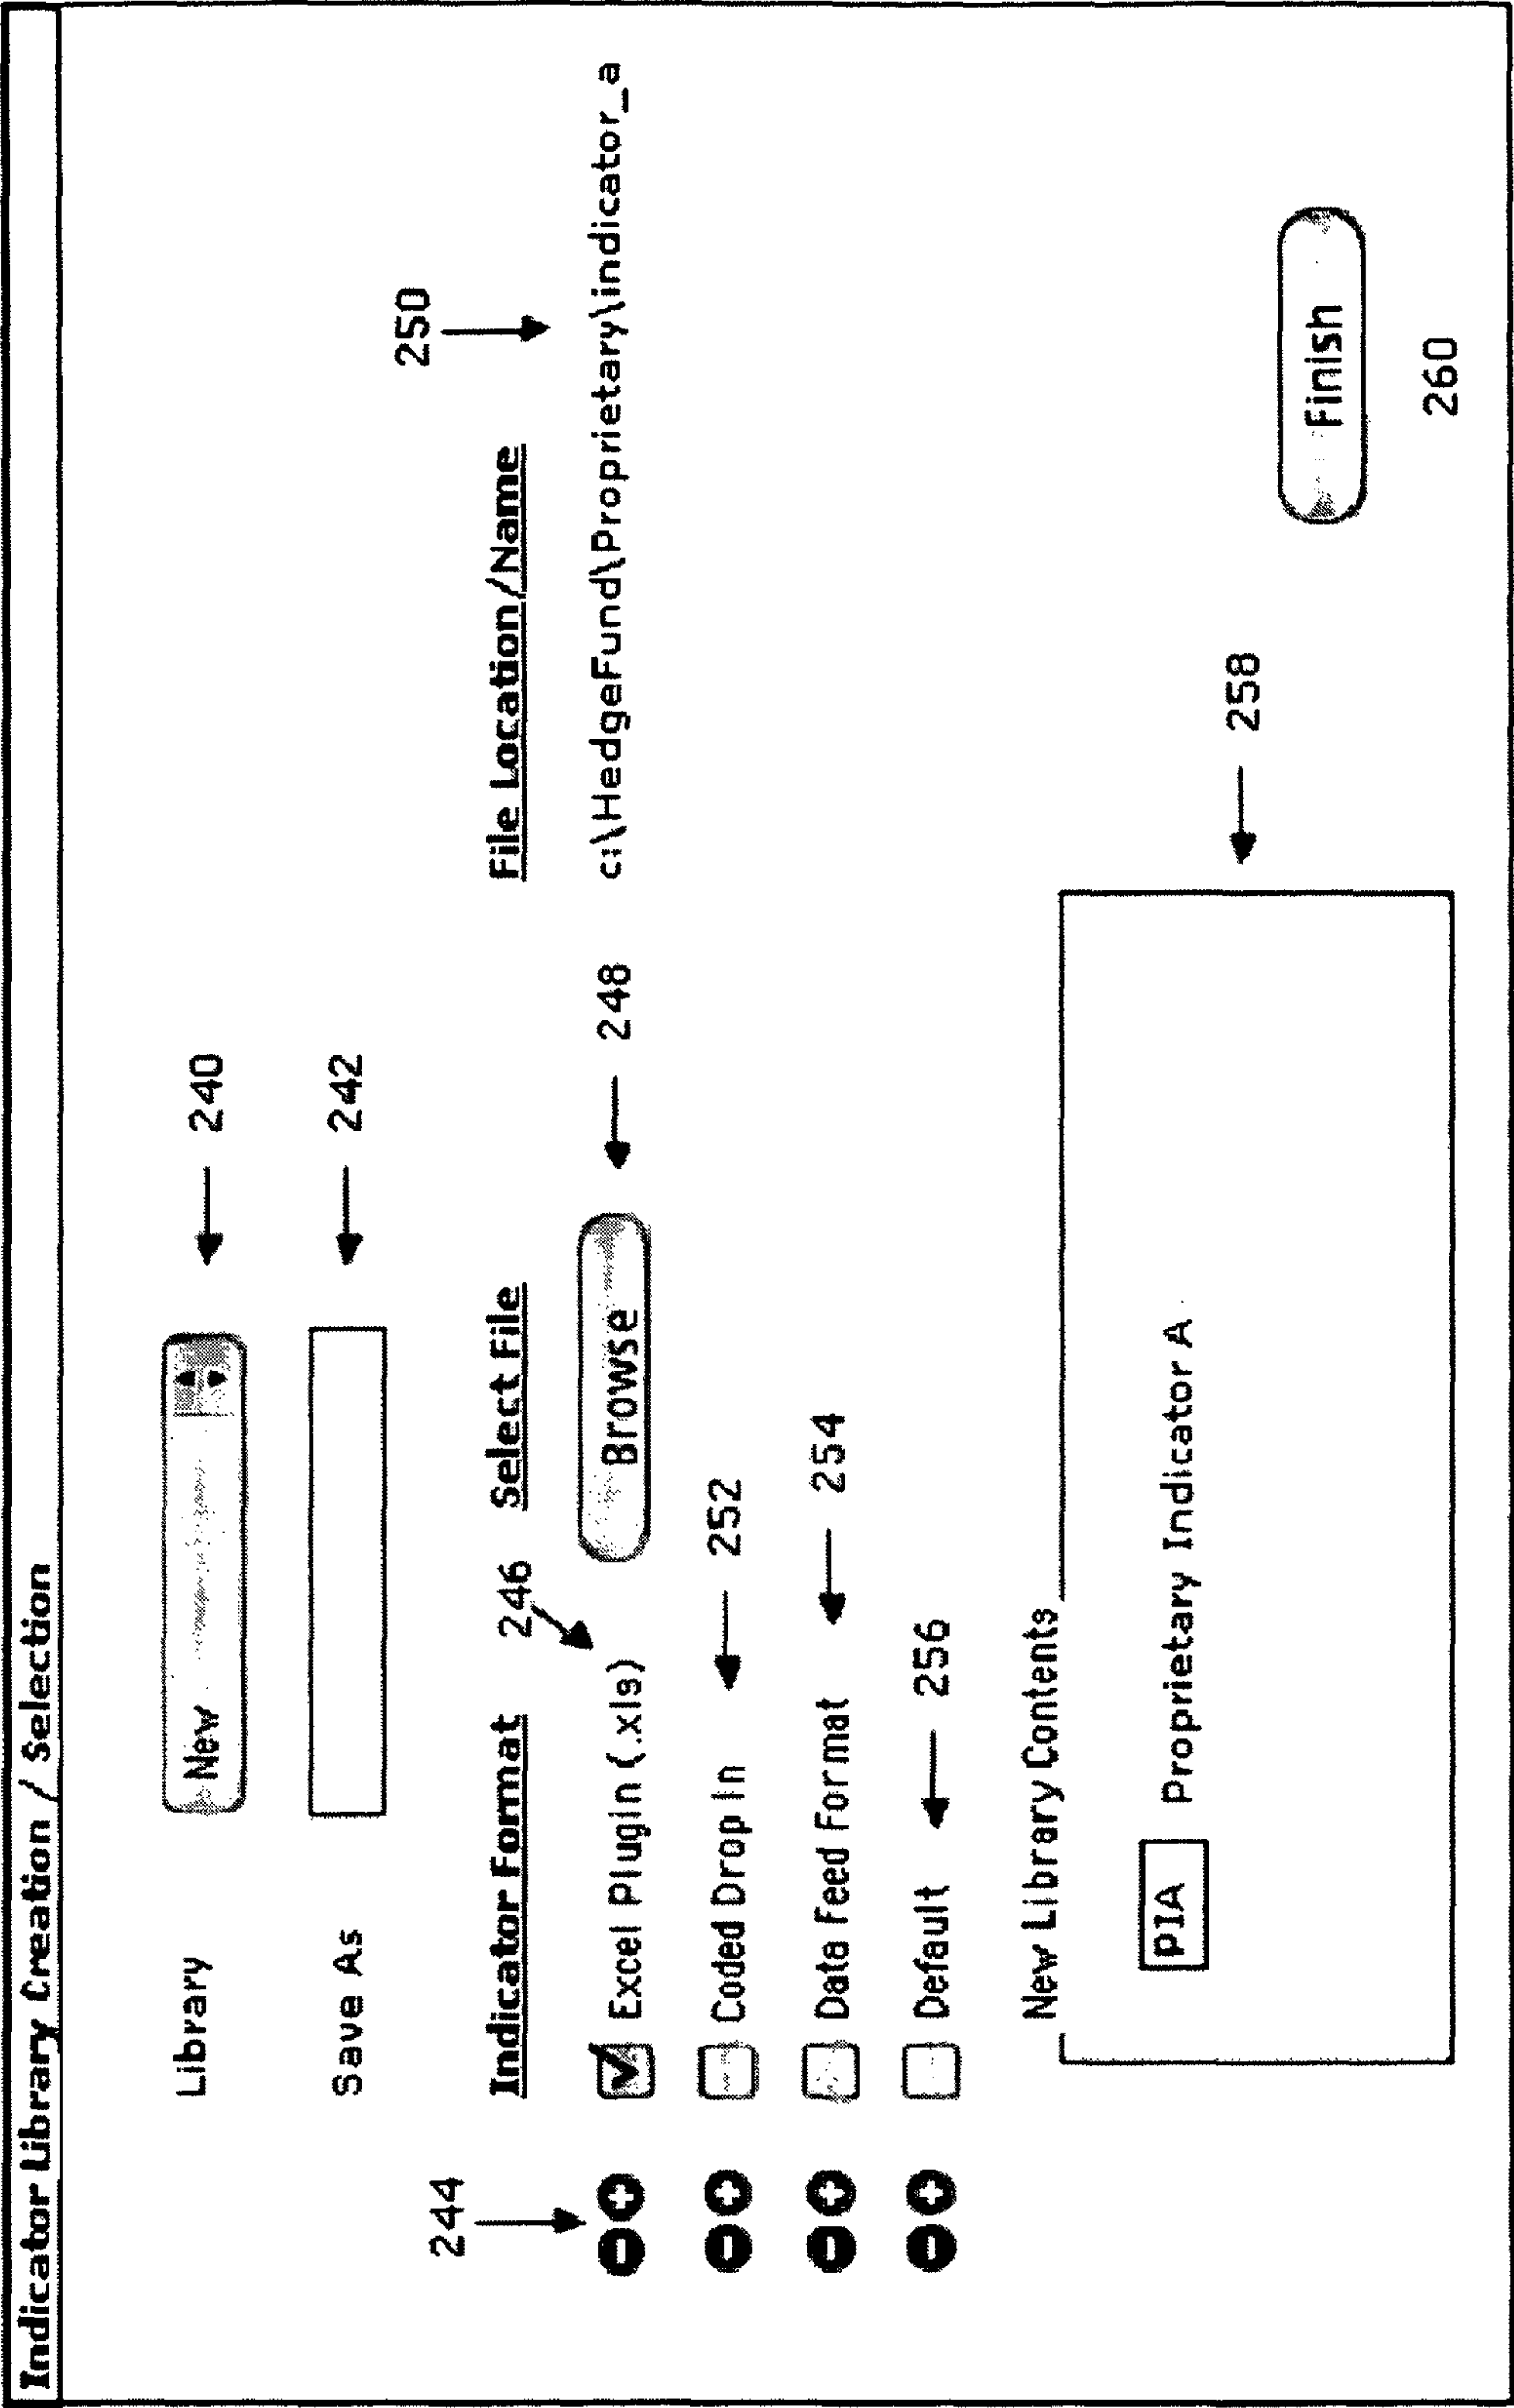 Indicator Library Creation / Selection
Library New 240
Save As 242
244 250
Indicator Format 246 Select File File Location/Name
Excel Plugin (.xls) Browse 248 c:\HedgeFund\Proprietary\indicator_a
Coded Drop In 252
Data Feed Format 254
Default 256
New Library Contents
PIA Proprietary Indicator A
258
Finish
260